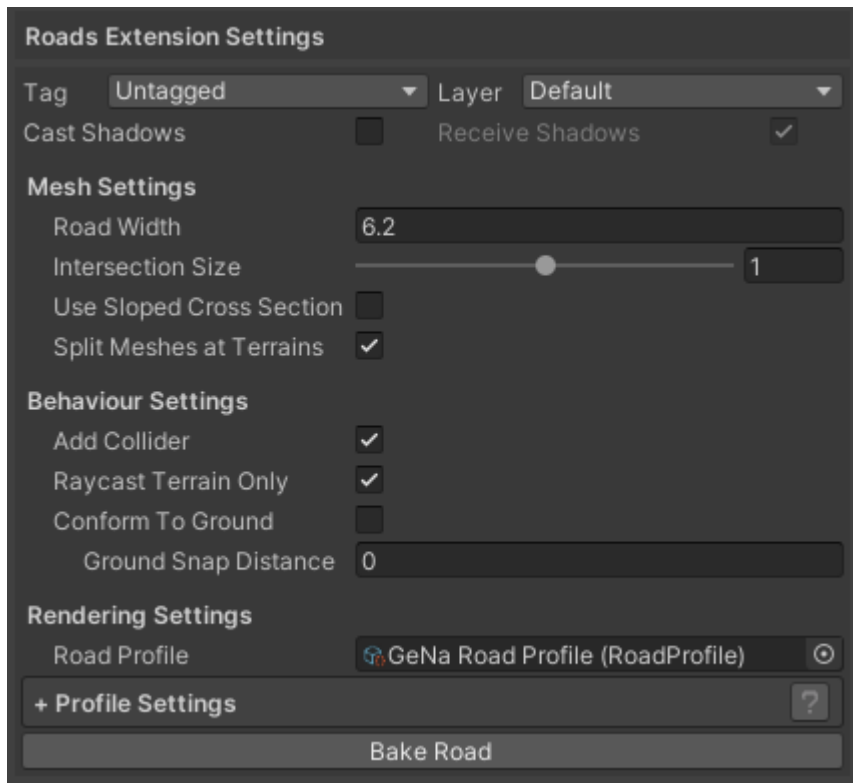 Roads Extension Settings
Tag Untagged Layer Default
Cast Shadows Receive Shadows
Mesh Settings
Road Width 6.2
Intersection Size 1
Use Sloped Cross Section
Split Meshes at Terrains
Behaviour Settings
Add Collider
Raycast Terrain Only
Conform To Ground
Ground Snap Distance 0
Rendering Settings
Road Profile GeNa Road Profile (RoadProfile)
+ Profile Settings ?
Bake Road